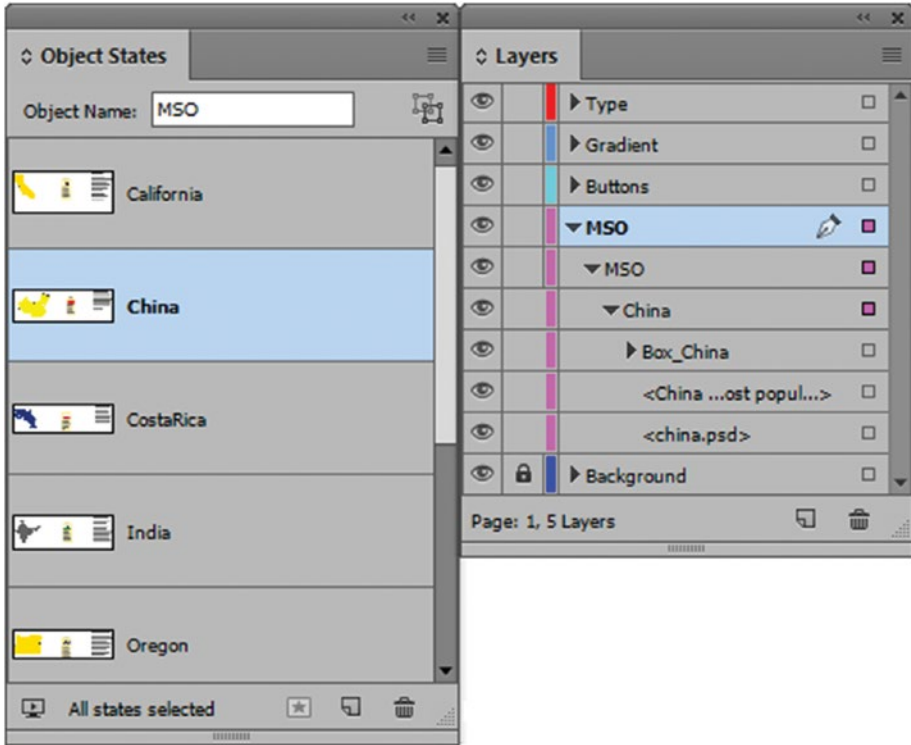 Object States
Object Name: MSO
California
China
CostaRica
India
Oregon
All states selected
Layers
Type
Gradient
Buttons
MSO
MSO
China
Box_China
<China ...ost popul...>
<china.psd>
Background
Page: 1, 5 Layers